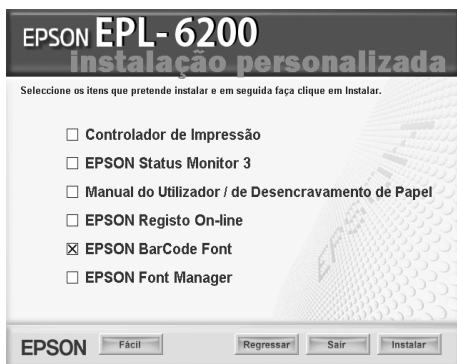 EPSON EPL-6200
instalação personalizada
Seleccione os itens que pretende instalar e em seguida faça clique em Instalar.
Controlador de Impressão
EPSON Status Monitor 3
Manual do Utilizador / de Desencravamento de Papel
EPSON Registo On-line
EPSON BarCode Font
EPSON Font Manager
EPSON
EPSON Fácil Regressar Sair Instalar